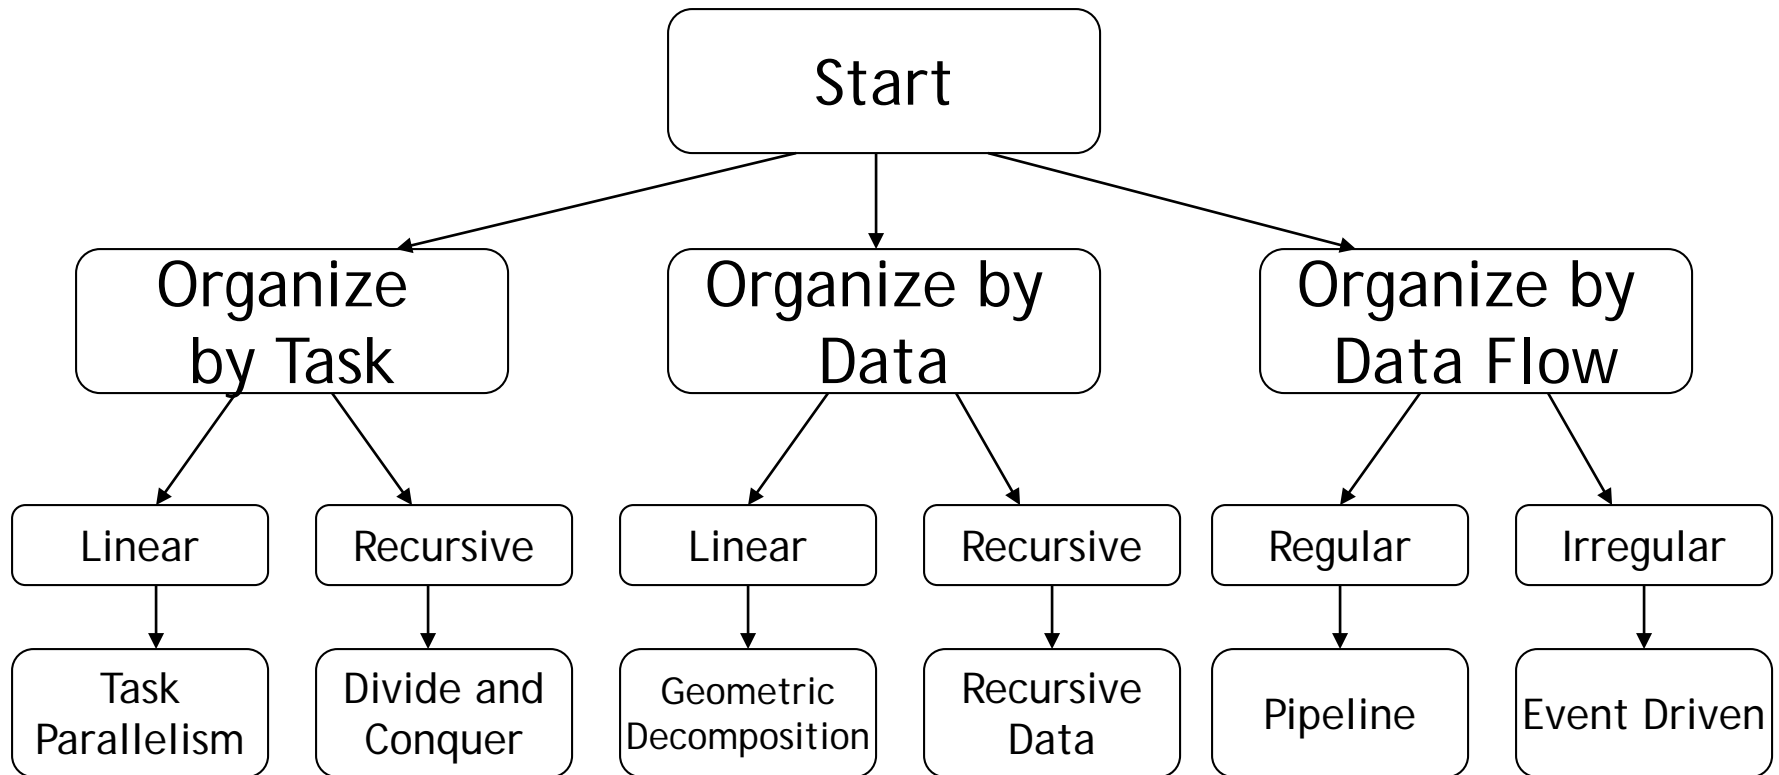 Start
Organize
by Task
Organize by
Data
Organize by
Data Flow
Linear
Recursive
Linear
Recursive
Regular
Irregular
Task
Parallelism
Divide and
Conquer
Geometric
Decomposition
Recursive
Data
Pipeline
Event Driven